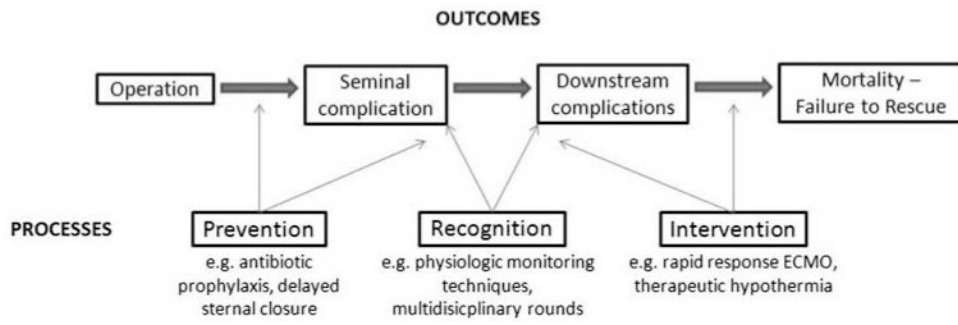 OUTCOMES
Operation
Seminal
complication
Downstream
complications
Mortality –
Failure to Rescue
PROCESSES
Prevention
e.g. antibiotic
prophylaxis, delayed
sternal closure
Recognition
e.g. physiologic monitoring
techniques,
multidisicplinary rounds
Intervention
e.g. rapid response ECMO,
therapeutic hypothermia